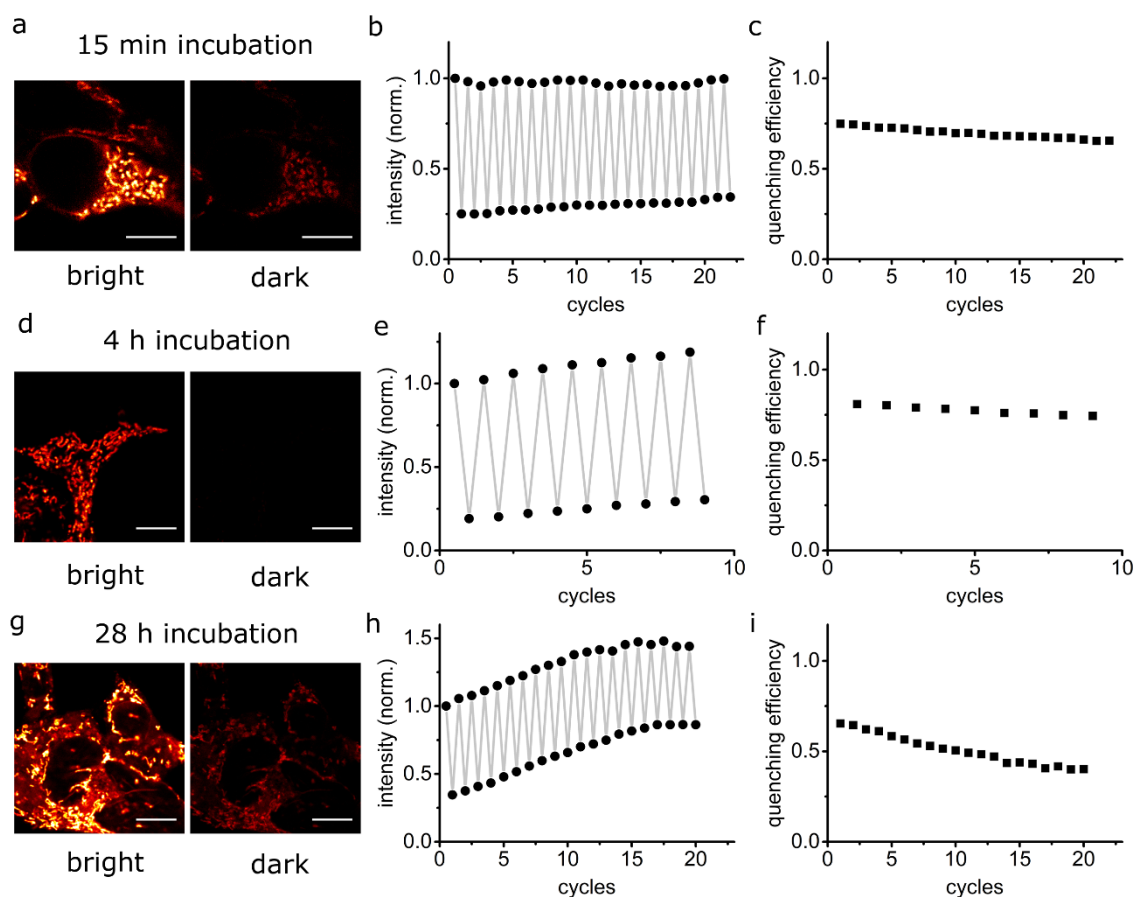 a
15 min incubation
bright
dark
b
intensity (norm.)
1.0
0.5
0.0
0
5
10
15
20
cycles
c
quenching efficiency
1.0
0.5
0.0
0
5
10
15
20
cycles
d
4 h incubation
bright
dark
e
intensity (norm.)
1.0
0.5
0.0
0
5
10
cycles
f
quenching efficiency
1.0
0.5
0.0
0
5
10
cycles
g
28 h incubation
bright
dark
h
intensity (norm.)
1.5
1.0
0.5
0.0
0
5
10
15
20
cycles
i
quenching efficiency
1.0
0.5
0.0
0
5
10
15
20
cycles